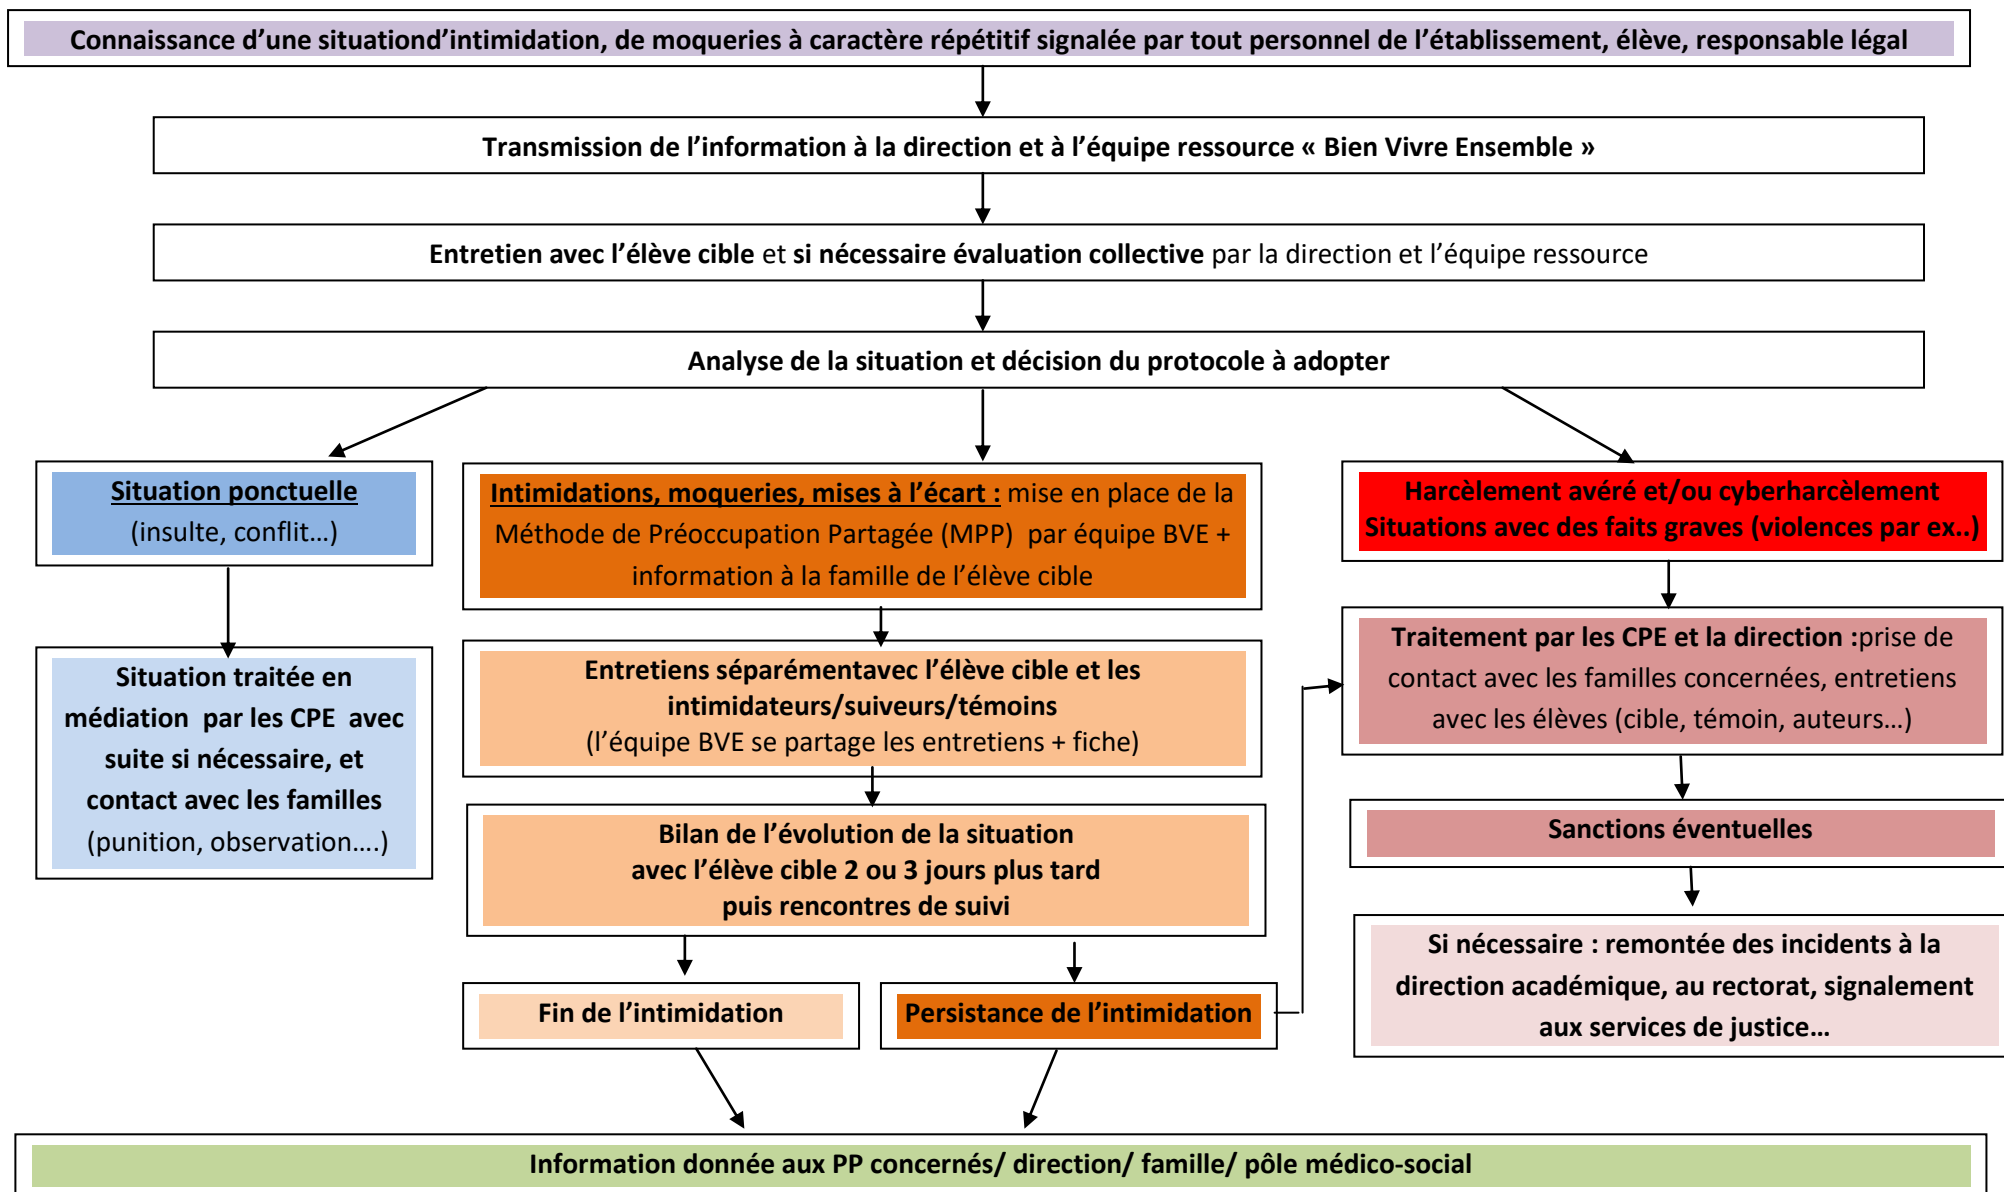 Connaissance d’une situationd’intimidation, de moqueries à caractère répétitif signalée par tout personnel de l’établissement, élève, responsable légal
Transmission de l’information à la direction et à l’équipe ressource « Bien Vivre Ensemble »
Entretien avec l’élève cible et si nécessaire évaluation collective par la direction et l’équipe ressource
Analyse de la situation et décision du protocole à adopter
Situation ponctuelle
(insulte, conflit…)
Situation traitée en
médiation par les CPE avec
suite si nécessaire, et
contact avec les familles
(punition, observation….)
Intimidations, moqueries, mises à l’écart : mise en place de la
Méthode de Préoccupation Partagée (MPP) par équipe BVE +
information à la famille de l’élève cible
Entretiens séparémentavec l’élève cible et les
intimidateurs/suiveurs/témoins
(l’équipe BVE se partage les entretiens + fiche)
Bilan de l’évolution de la situation
avec l’élève cible 2 ou 3 jours plus tard
puis rencontres de suivi
Fin de l’intimidation
Persistance de l’intimidation
Harcèlement avéré et/ou cyberharcèlement
Situations avec des faits graves (violences par ex..)
Traitement par les CPE et la direction :prise de
contact avec les familles concernées, entretiens
avec les élèves (cible, témoin, auteurs…)
Sanctions éventuelles
Si nécessaire : remontée des incidents à la
direction académique, au rectorat, signalement
aux services de justice…
Information donnée aux PP concernés/ direction/ famille/ pôle médico-social